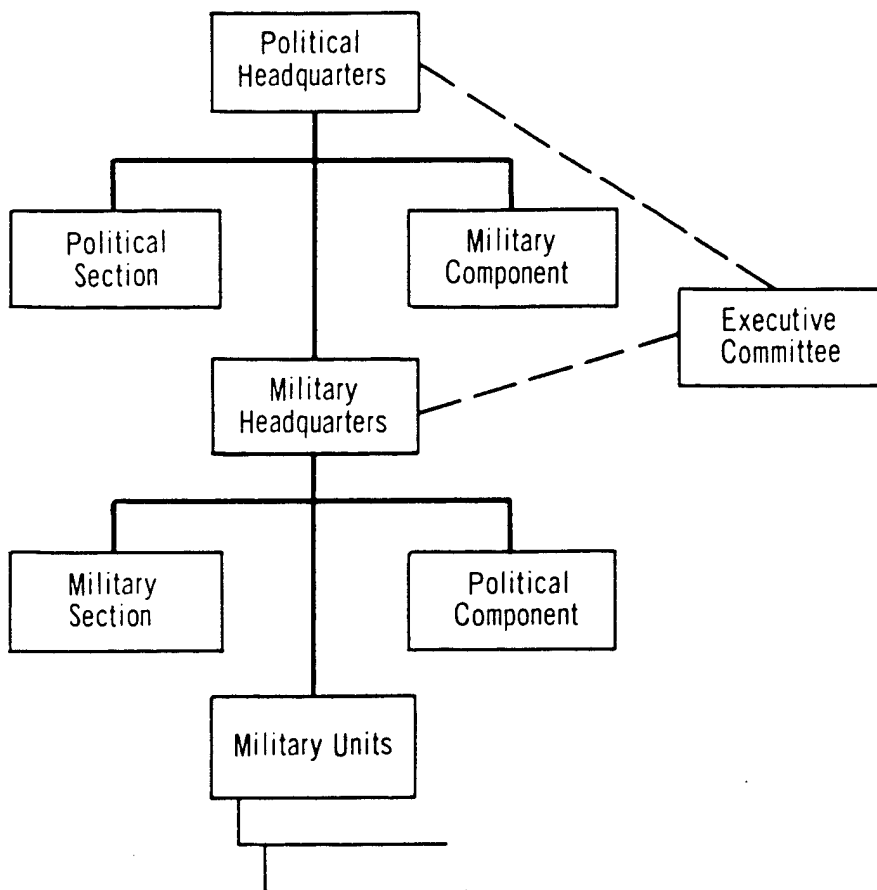 Political
Headquarters
Political
Section
Military
Component
Executive
Committee
Military
Headquarters
Military
Section
Political
Component
Military Units